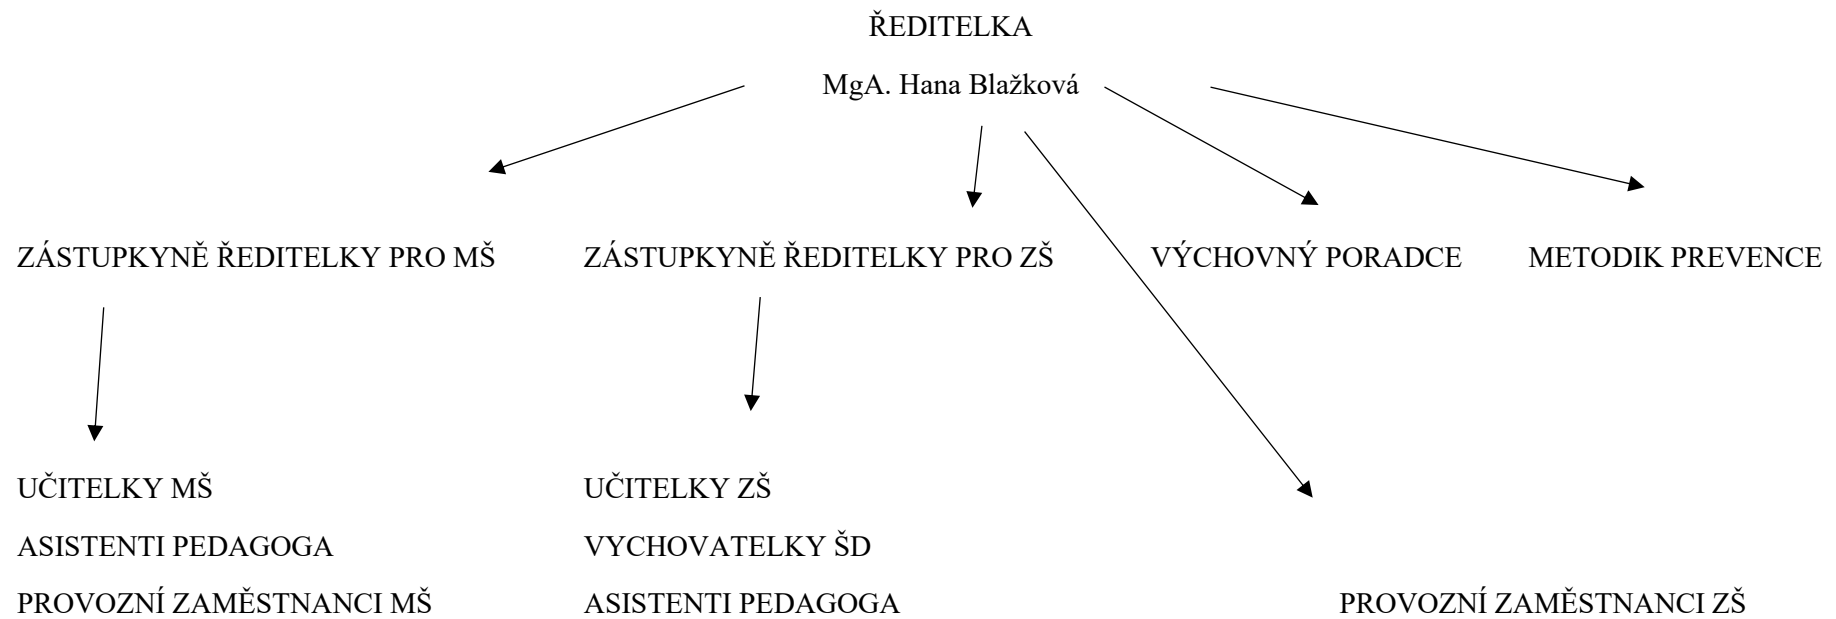 ŘEDITELKA
MgA. Hana Blažková
ZÁSTUPKYNĚ ŘEDITELKY PRO MŠ ZÁSTUPKYNĚ ŘEDITELKY PRO ZŠ VÝCHOVNÝ PORADCE METODIK PREVENCE
UČITELKY MŠ UČITELKY ZŠ
ASISTENTI PEDAGOGA VYCHOVATELKY ŠD
PROVOZNÍ ZAMĚSTNANCI MŠ ASISTENTI PEDAGOGA PROVOZNÍ ZAMĚSTNANCI ZŠ